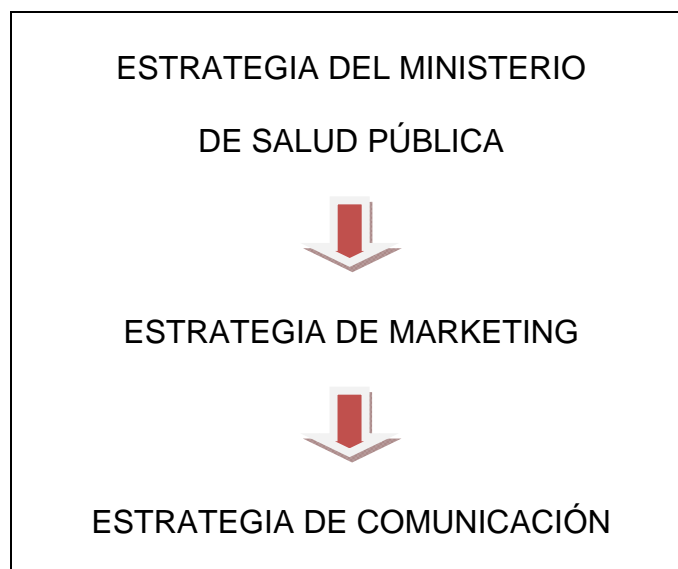 ESTRATEGIA DEL MINISTERIO
DE SALUD PÚBLICA
ESTRATEGIA DE MARKETING
ESTRATEGIA DE COMUNICACIÓN